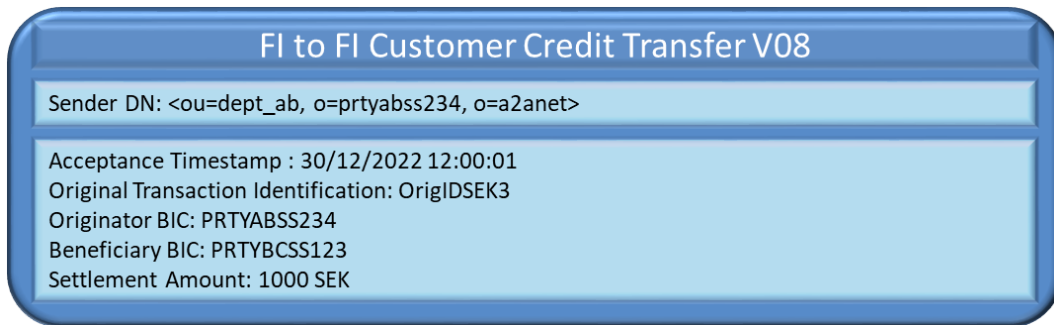 FI to FI Customer Credit Transfer V08
Sender DN: <ou=dept_ab, o=prtyabss234, o=a2anet>
Acceptance Timestamp : 30/12/2022 12:00:01
Original Transaction Identification: OrigIDSEK3
Originator BIC: PRTYABSS234
Beneficiary BIC: PRTYBCSS123
Settlement Amount: 1000 SEK